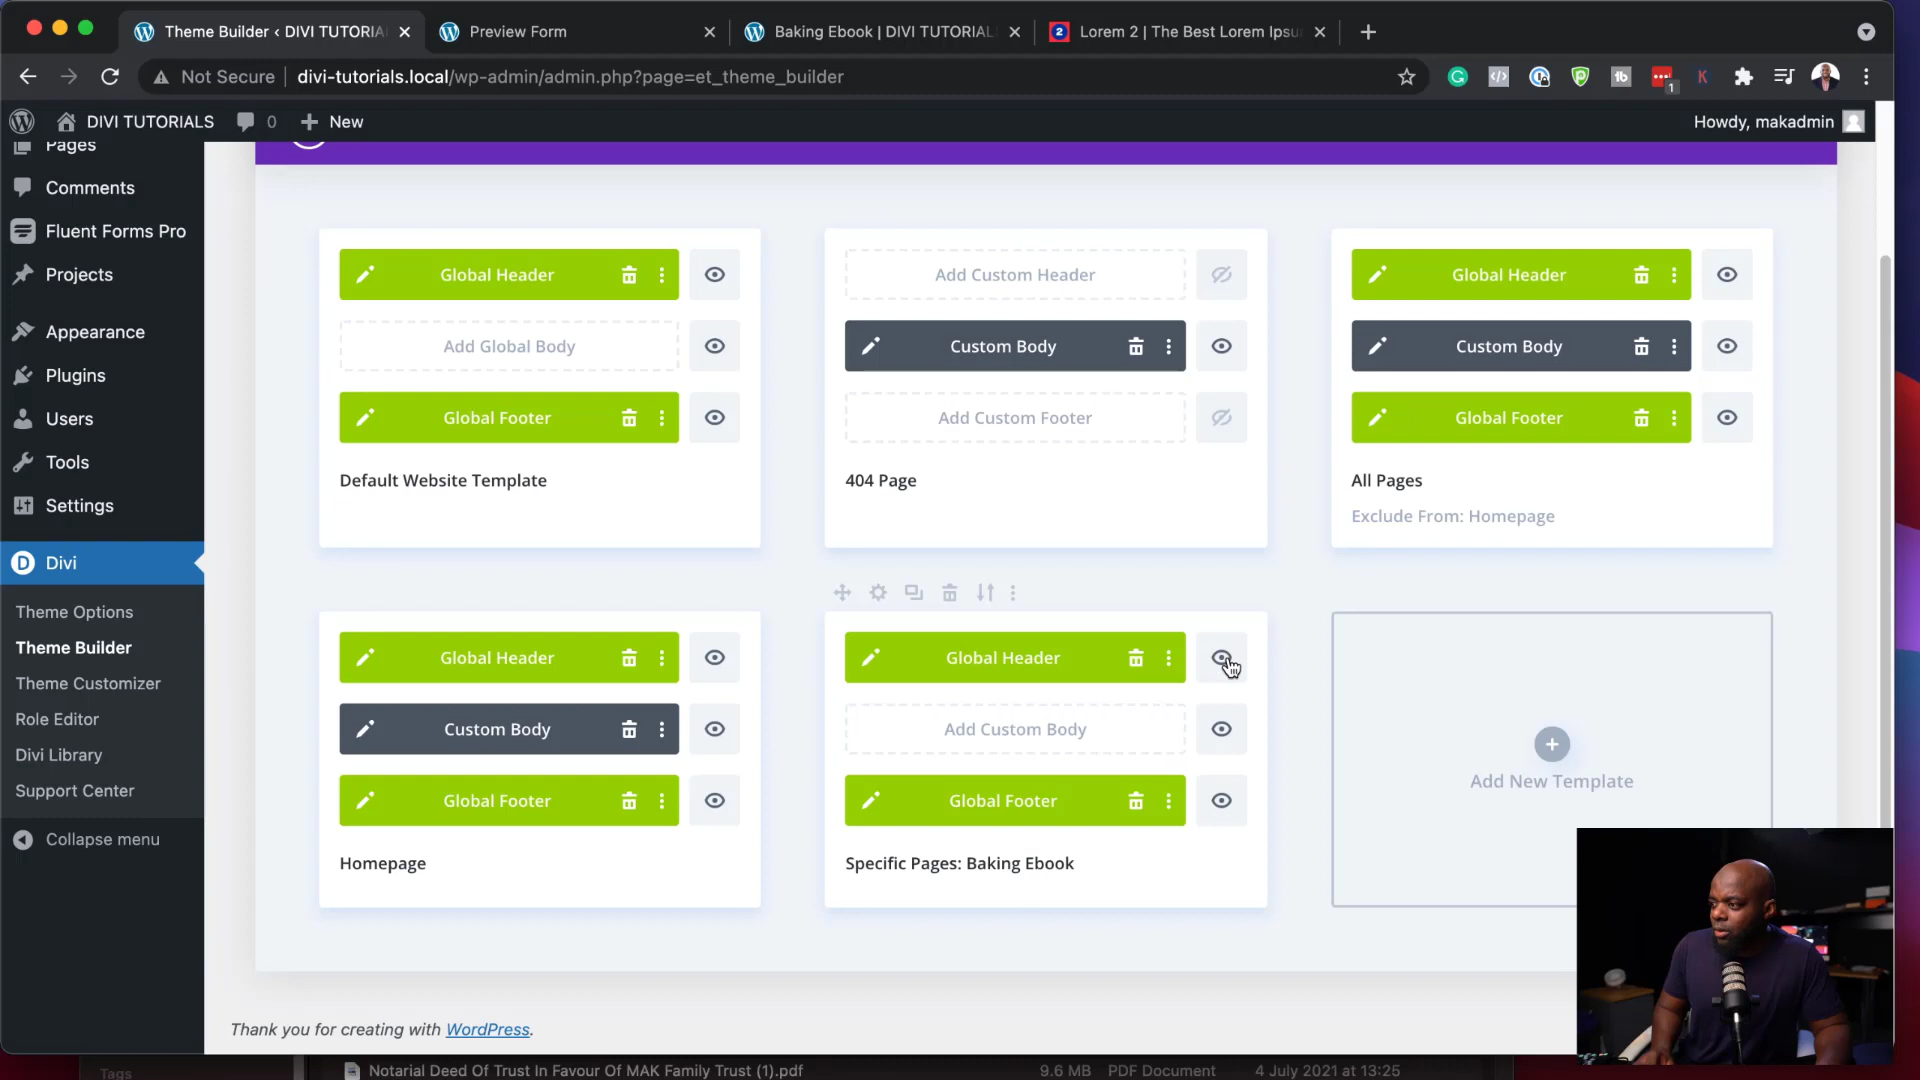 Theme Builder ‹ DIVI TUTORIA
Preview Form
Baking Ebook | DIVI TUTORIAL
2
Lorem 2 | The Best Lorem Ipsu
Not Secure
divi-tutorials.local/wp-admin/admin.php?page=et_theme_builder
1
DIVI TUTORIALS
0
New
Howdy, makadmin
Pages
Comments
Fluent Forms Pro
Projects
Appearance
Plugins
Users
Tools
Settings
D
Divi
Theme Options
Theme Builder
Theme Customizer
Role Editor
Divi Library
Support Center
Collapse menu
Global Header
Add Global Body
Global Footer
Default Website Template
Add Custom Header
Custom Body
Add Custom Footer
404 Page
Global Header
Custom Body
Global Footer
All Pages
Exclude From: Homepage
Global Header
Custom Body
Global Footer
Homepage
Global Header
Add Custom Body
Global Footer
Specific Pages: Baking Ebook
Add New Template
Thank you for creating with WordPress.
Tags
Notarial Deed Of Trust In Favour Of MAK Family Trust (1).pdf
9.6 MB
PDF Document
4 July 2021 at 13:25